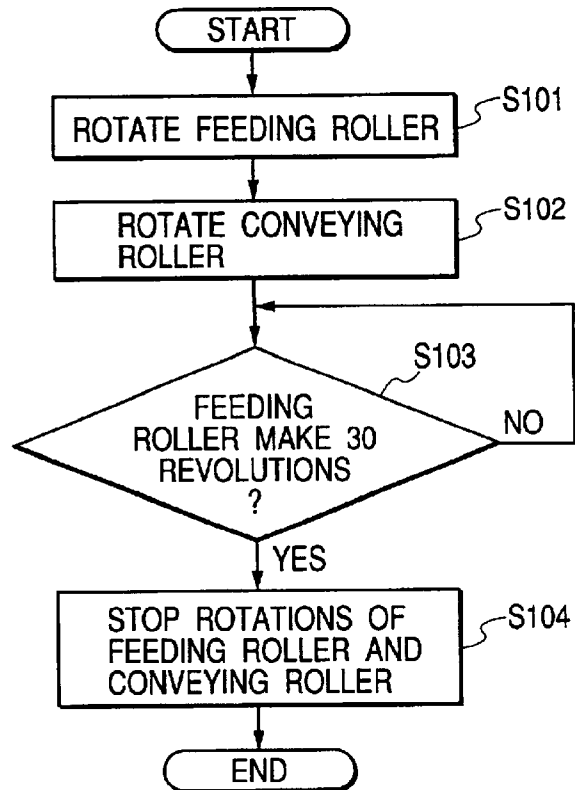 START
S101
ROTATE FEEDING ROLLER
S102
ROTATE CONVEYING
ROLLER
S103
FEEDING
ROLLER MAKE 30
REVOLUTIONS
?
NO
YES
S104
STOP ROTATIONS OF
FEEDING ROLLER AND
CONVEYING ROLLER
END